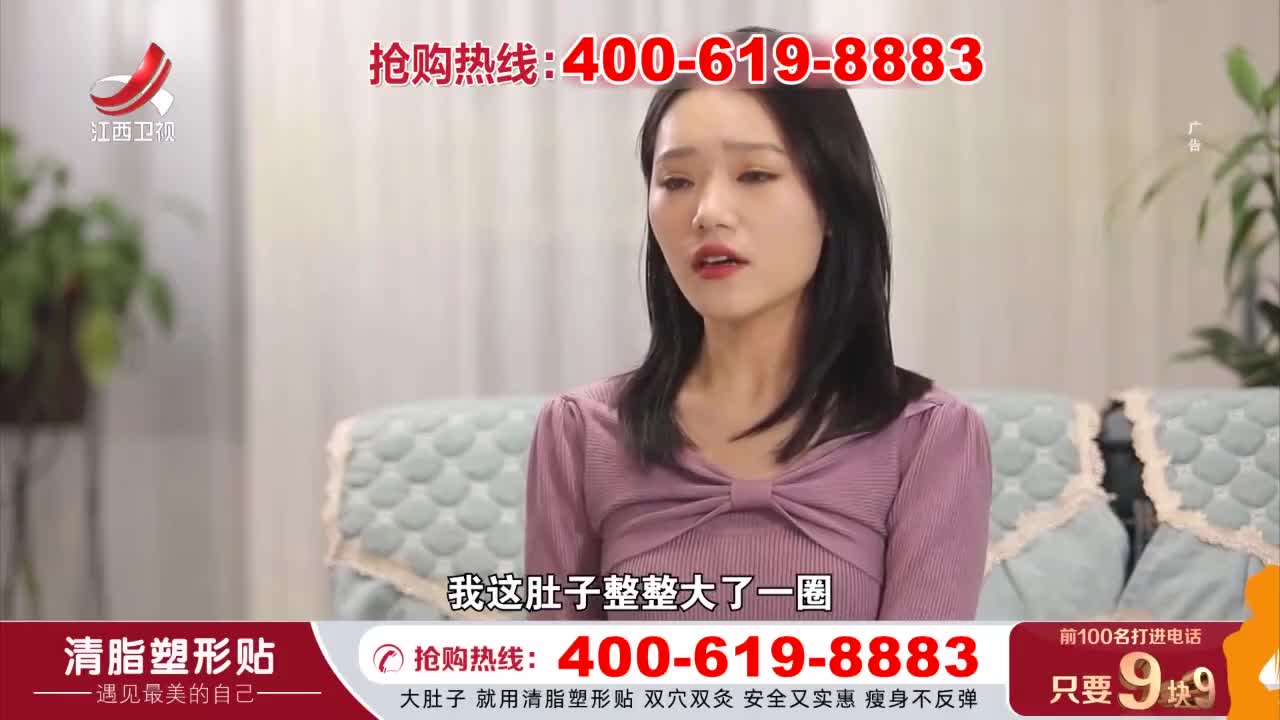 抢购热线:400-619-8883
江西卫视
广告
我这肚子整整大了一圈
清脂塑形贴
遇见最美的自己
抢购热线: 400-619-8883
大肚子 就用清脂塑形贴 双穴双灸 安全又实惠 瘦身不反弹
前100名打进电话
只要9块9